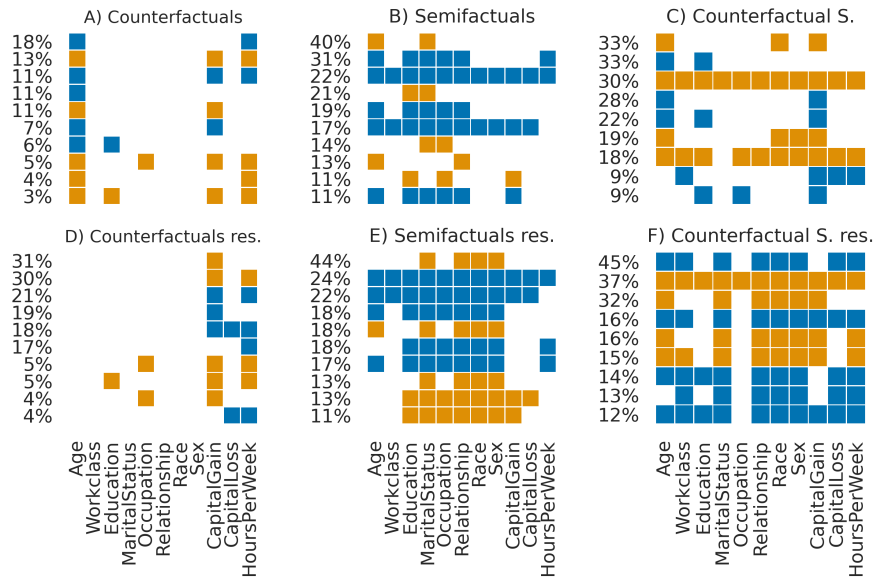 A) Counterfactuals
18%
13%
11%
11%
11%
7%
6%
5%
4%
3%
B) Semifactuals
40%
31%
22%
21%
19%
17%
14%
13%
11%
11%
C) Counterfactual S.
33%
33%
30%
28%
22%
19%
18%
9%
9%
D) Counterfactuals res.
31%
30%
21%
19%
18%
17%
5%
5%
4%
4%
E) Semifactuals res.
44%
24%
22%
18%
18%
18%
17%
13%
13%
11%
F) Counterfactual S. res.
45%
37%
32%
16%
16%
15%
14%
13%
12%
Age
Workclass
Education
MaritalStatus
Occupation
Relationship
Race
Sex
CapitalGain
CapitalLoss
HoursPerWeek
Age
Workclass
Education
MaritalStatus
Occupation
Relationship
Race
Sex
CapitalGain
CapitalLoss
HoursPerWeek
Age
Workclass
Education
MaritalStatus
Occupation
Relationship
Race
Sex
CapitalGain
CapitalLoss
HoursPerWeek